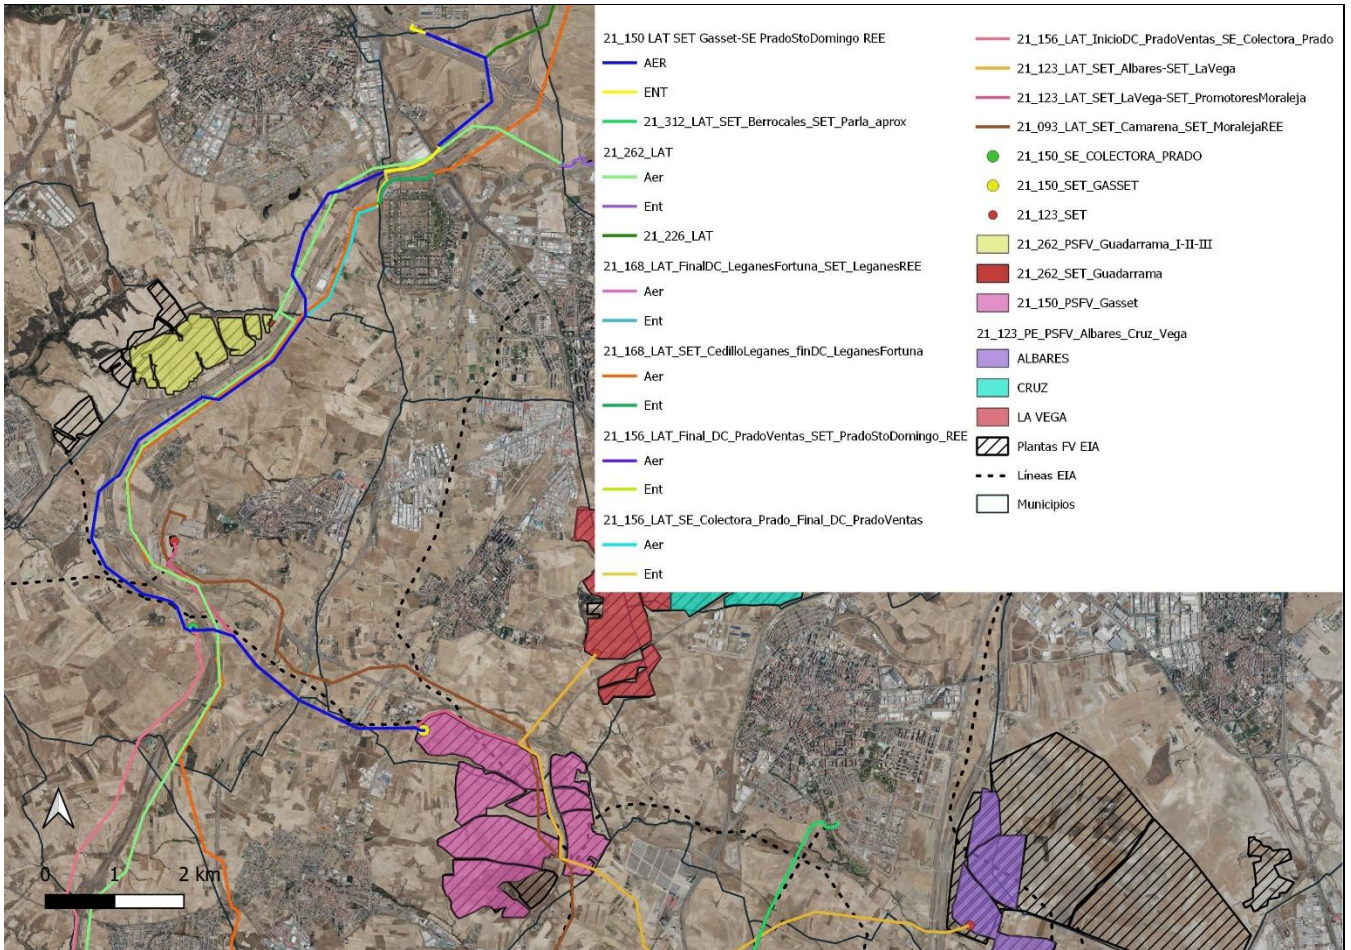 21_150 LAT SET Gasset-SE PradoStoDomingo REE
AER
ENT
21_312_LAT_SET_Berrocales_SET_Parla_aprox
21_262_LAT
Aer
Ent
21_226_LAT
21_168_LAT_FinalDC_LeganesFortuna_SET_LeganesREE
Aer
Ent
21_168_LAT_SET_CedilloLeganes_finDC_LeganesFortuna
Aer
Ent
21_156_LAT_Final_DC_PradoVentas_SET_PradoStoDomingo_REE
Aer
Ent
21_156_LAT_SE_Colectora_Prado_Final_DC_PradoVentas
Aer
Ent
21_156_LAT_InicioDC_PradoVentas_SE_Colectora_Prado
21_123_LAT_SET_Albares-SET_LaVega
21_123_LAT_SET_LaVega-SET_PromotoresMoraleja
21_093_LAT_SET_Camarena_SET_MoralejaREE
21_150_SE_COLECTORA_PRADO
21_150_SET_GASSET
21_123_SET
21_262_PSFV_Guadarrama_I-II-III
21_262_SET_Guadarrama
21_150_PSFV_Gasset
21_123_PE_PSFV_Albares_Cruz_Vega
ALBARES
CRUZ
LA VEGA
Plantas FV EIA
Líneas EIA
Municipios
0 1 2 km